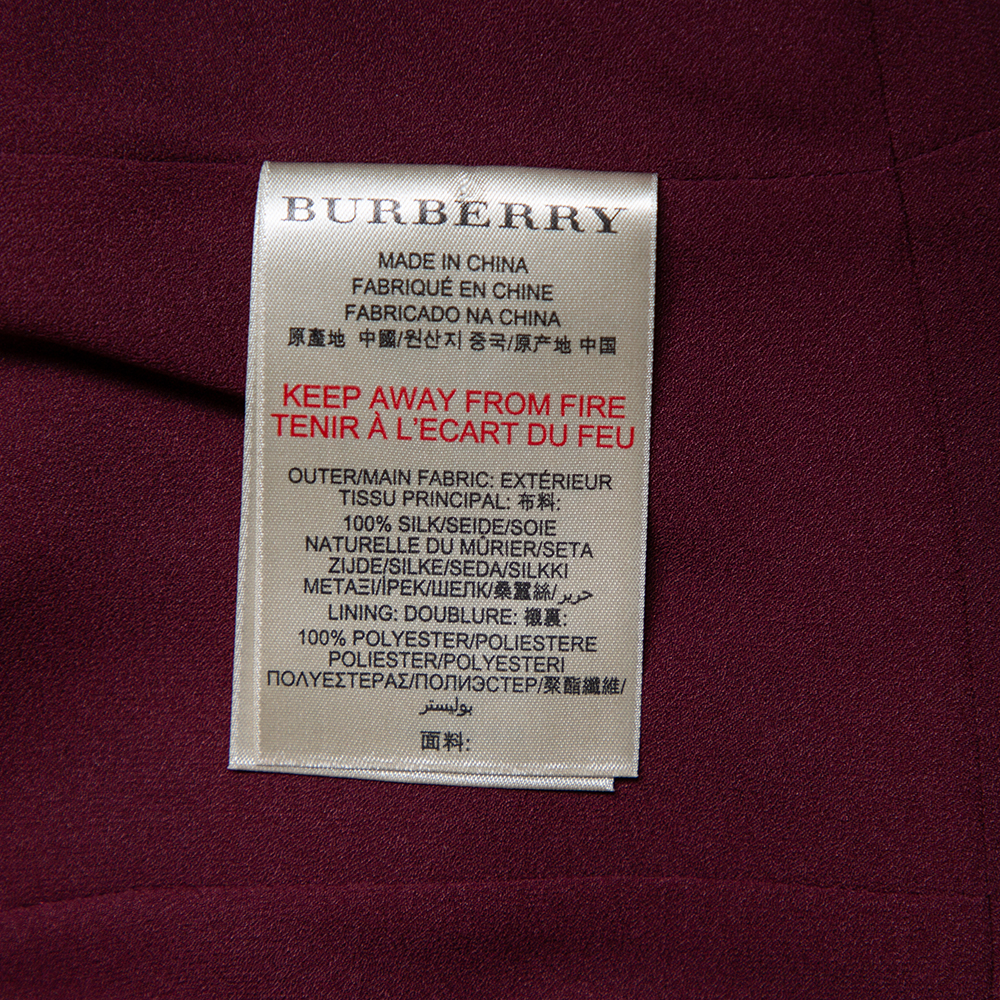 BURBERRY
MADE IN CHINA
FABRIQUÉ EN CHINE
FABRICADO NA CHINA
原產地 中國/원산지 중국/原产地 中国
KEEP AWAY FROM FIRE
TENIR À L'ECART DU FEU
OUTER/MAIN FABRIC: EXTÉRIEUR
TISSU PRINCIPAL: 布料:
100% SILK/SEIDE/SOIE
NATURELLE DU MÛRIER/SETA
ZIJDE/SILKE/SEDA/SILKKI
ΜΕΤΑΞΙ/İPEK/ШЕЛК/桑蠶絲/حرير
LINING: DOUBLURE: 襯裏:
100% POLYESTER/POLIESTERE
POLIESTER/POLYESTERI
ΠΟΛΥΕΣΤΕΡΑΣ/ПОЛИЭСТЕР/聚酯纖維/
بوليستر
面料: